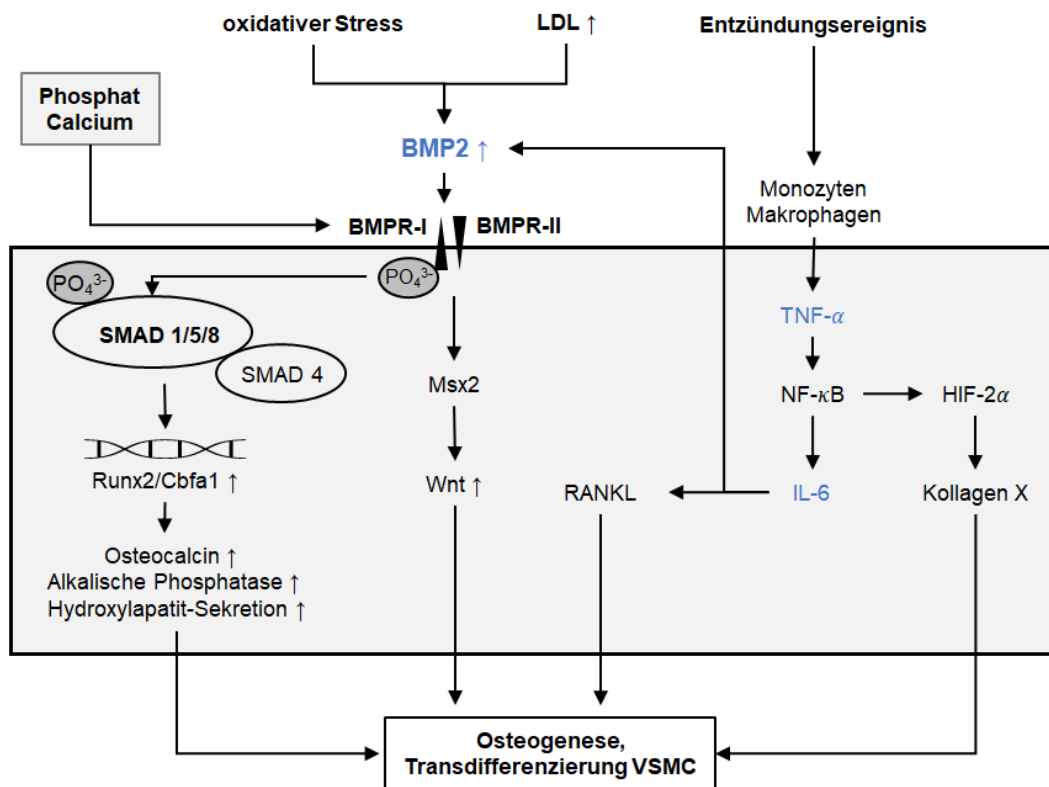 oxidativer Stress
LDL ↑
Entzündungsereignis
Phosphat
Calcium
BMP2 ↑
Monozyten
Makrophagen
BMPR-I
BMPR-II
PO₄³⁻
PO₄³⁻
SMAD 1/5/8
SMAD 4
TNF-α
Msx2
NF-κB
HIF-2α
Runx2/Cbfa1 ↑
Wnt ↑
RANKL
IL-6
Kollagen X
Osteocalcin ↑
Alkalische Phosphatase ↑
Hydroxylapatit-Sekretion ↑
Osteogenese,
Transdifferenzierung VSMC